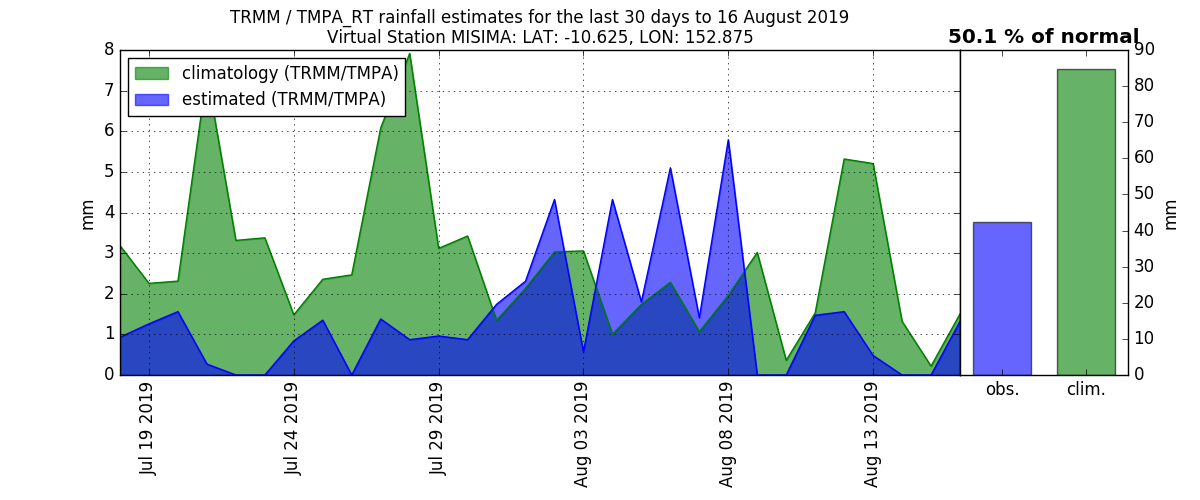 TRMM / TMPA_RT rainfall estimates for the last 30 days to 16 August 2019
Virtual Station MISIMA: LAT: -10.625, LON: 152.875
50.1 % of normal
climatology (TRMM/TMPA)
estimated (TRMM/TMPA)
8
7
6
5
4
3
2
1
0
mm
Jul 19 2019
Jul 24 2019
Jul 29 2019
Aug 03 2019
Aug 08 2019
Aug 13 2019
obs.
clim.
90
80
70
60
50
40
30
20
10
0
mm